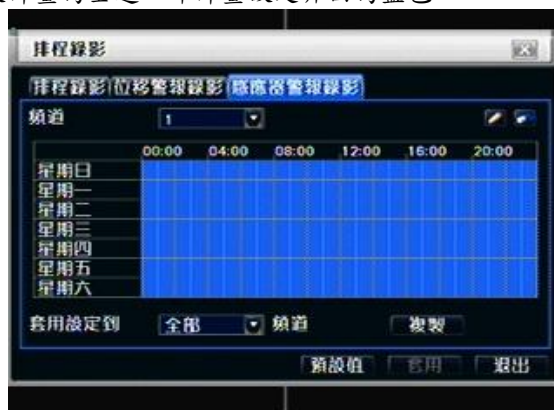 排程錄影
排程錄影 位移警報錄影 感應器警報錄影
頻道 1
00:00 04:00 08:00 12:00 16:00 20:00
星期日
星期一
星期二
星期三
星期四
星期五
星期六
套用設定到 全部 頻道 複製
預設值 套用 退出